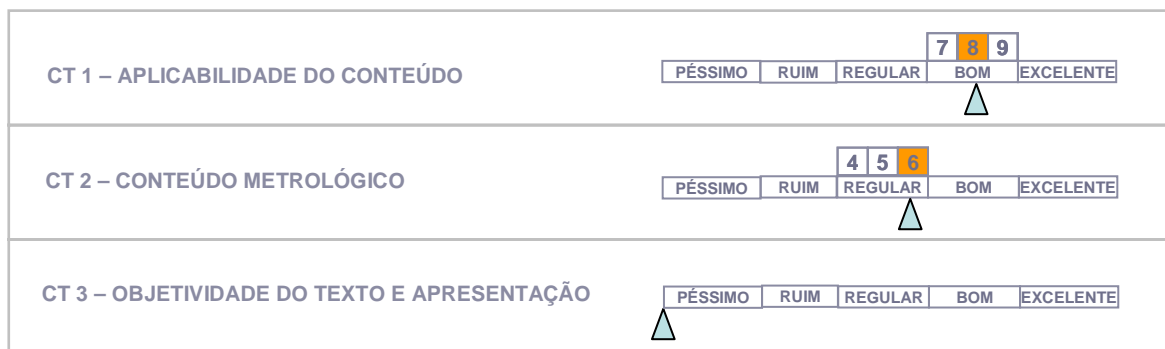 7 8 9
CT 1 – APLICABILIDADE DO CONTEÚDO
PÉSSIMO RUIM REGULAR BOM EXCELENTE
4 5 6
CT 2 – CONTEÚDO METROLÓGICO
PÉSSIMO RUIM REGULAR BOM EXCELENTE
CT 3 – OBJETIVIDADE DO TEXTO E APRESENTAÇÃO
PÉSSIMO RUIM REGULAR BOM EXCELENTE